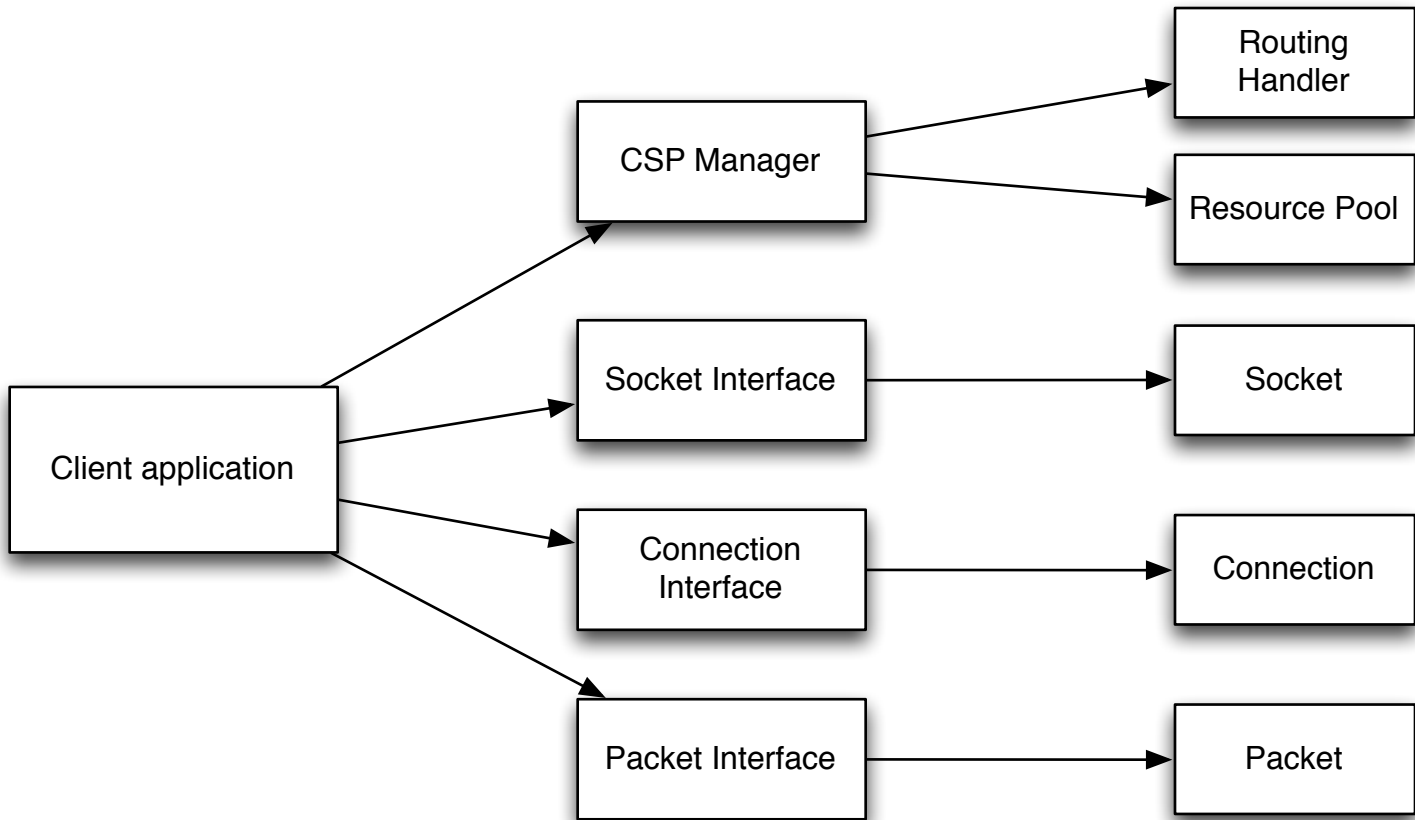 Routing
Handler
CSP Manager
Resource Pool
Socket Interface
Socket
Client application
Connection
Interface
Connection
Packet Interface
Packet